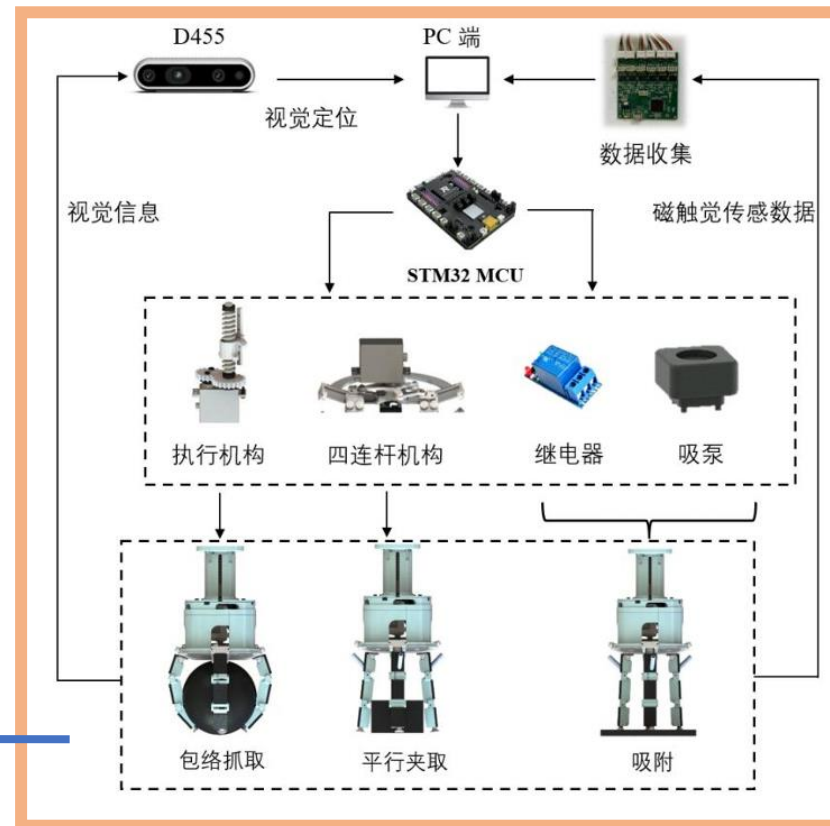 D455
PC 端
视觉定位
数据收集
视觉信息
磁触觉传感数据
STM32 MCU
执行机构
四连杆机构
继电器
吸泵
包络抓取
平行夹取
吸附